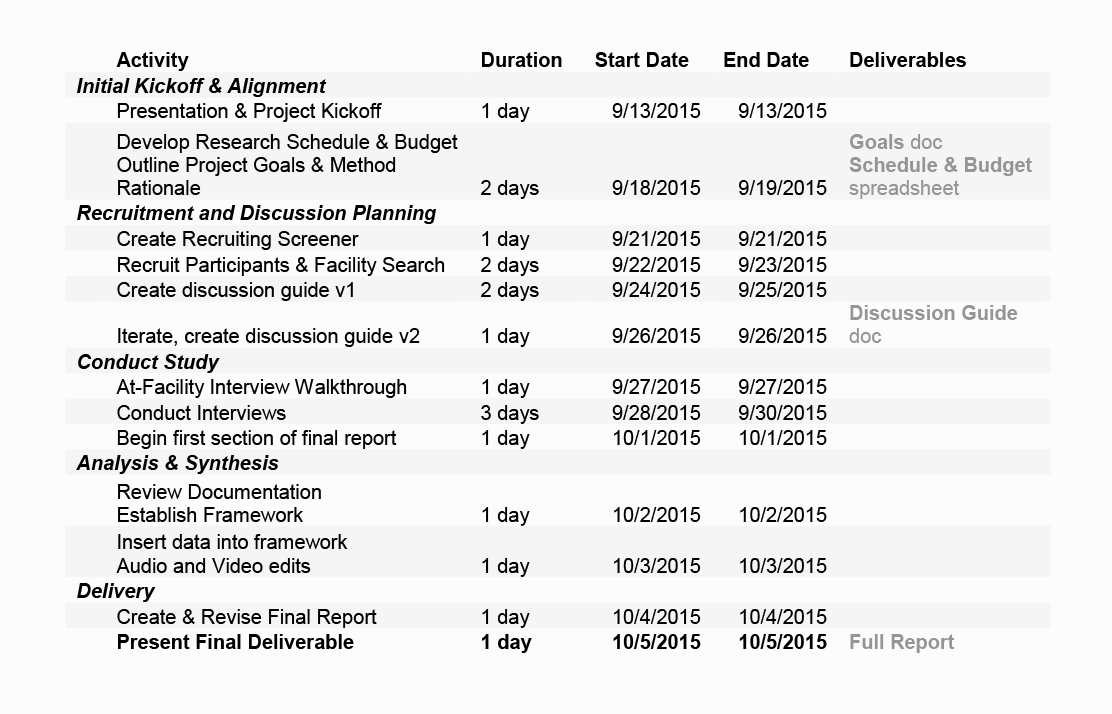 Activity Duration Start Date End Date Deliverables
Initial Kickoff & Alignment
Presentation & Project Kickoff 1 day 9/13/2015 9/13/2015
Develop Research Schedule & Budget Goals doc
Outline Project Goals & Method Schedule & Budget
Rationale 2 days 9/18/2015 9/19/2015 spreadsheet
Recruitment and Discussion Planning
Create Recruiting Screener 1 day 9/21/2015 9/21/2015
Recruit Participants & Facility Search 2 days 9/22/2015 9/23/2015
Create discussion guide v1 2 days 9/24/2015 9/25/2015
Discussion Guide
Iterate, create discussion guide v2 1 day 9/26/2015 9/26/2015 doc
Conduct Study
At-Facility Interview Walkthrough 1 day 9/27/2015 9/27/2015
Conduct Interviews 3 days 9/28/2015 9/30/2015
Begin first section of final report 1 day 10/1/2015 10/1/2015
Analysis & Synthesis
Review Documentation
Establish Framework 1 day 10/2/2015 10/2/2015
Insert data into framework
Audio and Video edits 1 day 10/3/2015 10/3/2015
Delivery
Create & Revise Final Report 1 day 10/4/2015 10/4/2015
Present Final Deliverable 1 day 10/5/2015 10/5/2015 Full Report